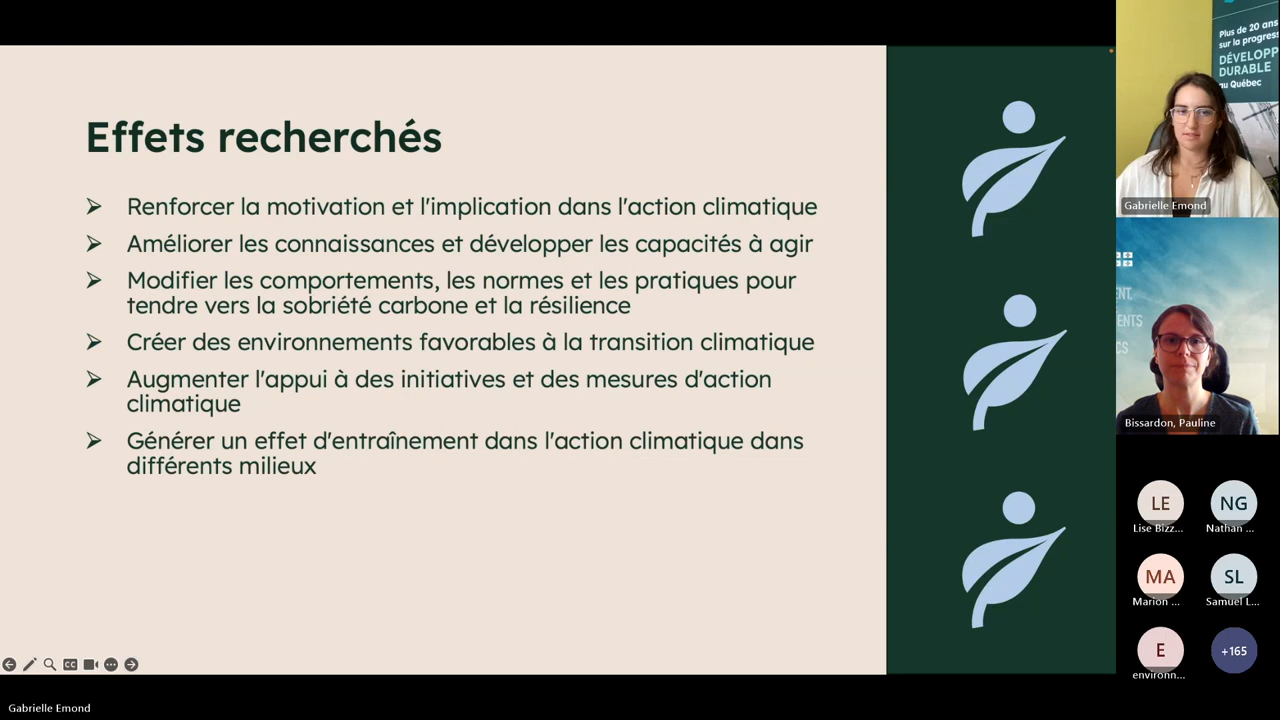 Effets recherchés
Renforcer la motivation et l'implication dans l'action climatique
Améliorer les connaissances et développer les capacités à agir
Modifier les comportements, les normes et les pratiques pour
tendre vers la sobriété carbone et la résilience
Créer des environnements favorables à la transition climatique
Augmenter l'appui à des initiatives et des mesures d'action
climatique
Générer un effet d'entraînement dans l'action climatique dans
différents milieux
CC
Gabrielle Emond
Plus de 20 ans
sur la progress
DÉVELOPP
DURABLE
au Québec
Gabrielle Emond
ENT,
ENTS
CS
Bissardon, Pauline
LE
Lise Bizz...
NG
Nathan ...
MA
Marion ...
SL
Samuel L...
E
environn...
+165